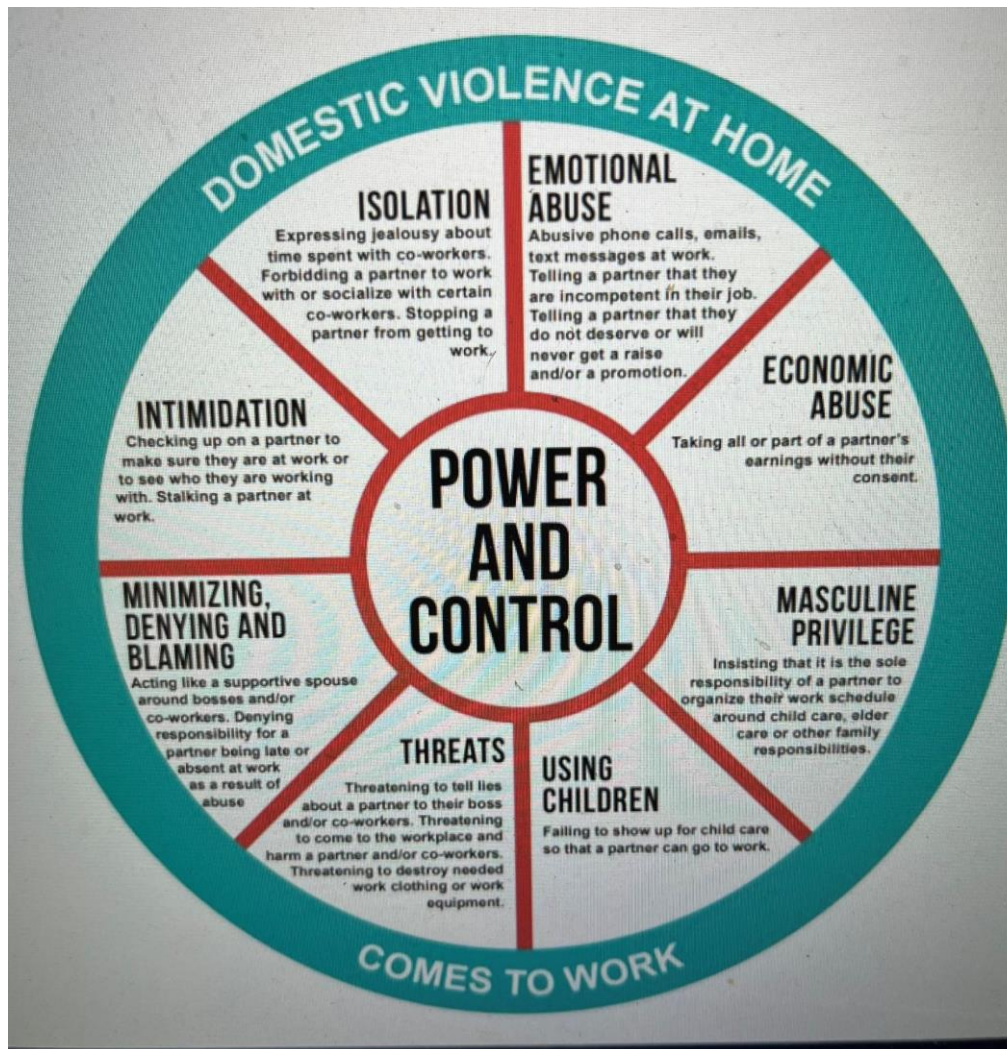 DOMESTIC VIOLENCE AT HOME
ISOLATION
Expressing jealousy about
time spent with co-workers.
Forbidding a partner to work
with or socialize with certain
co-workers. Stopping a
partner from getting to
work.
EMOTIONAL
ABUSE
Abusive phone calls, emails,
text messages at work.
Telling a partner that they
are incompetent in their job.
Telling a partner that they
do not deserve or will
never get a raise
and/or a promotion.
ECONOMIC
ABUSE
Taking all or part of a partner's
earnings without their
consent.
MASCULINE
PRIVILEGE
Insisting that it is the sole
responsibility of a partner to
organize their work schedule
around child care, elder
care or other family
responsibilities.
USING
CHILDREN
Failing to show up for child care
so that a partner can go to work.
THREATS
Threatening to tell lies
about a partner to their boss
and/or co-workers. Threatening
to come to the workplace and
harm a partner and/or co-workers.
Threatening to destroy needed
work clothing or work
equipment.
MINIMIZING,
DENYING AND
BLAMING
Acting like a supportive spouse
around bosses and/or
co-workers. Denying
responsibility for a
partner being late or
absent at work
as a result of
abuse
INTIMIDATION
Checking up on a partner to
make sure they are at work or
to see who they are working
with. Stalking a partner at
work.
POWER
AND
CONTROL
COMES TO WORK